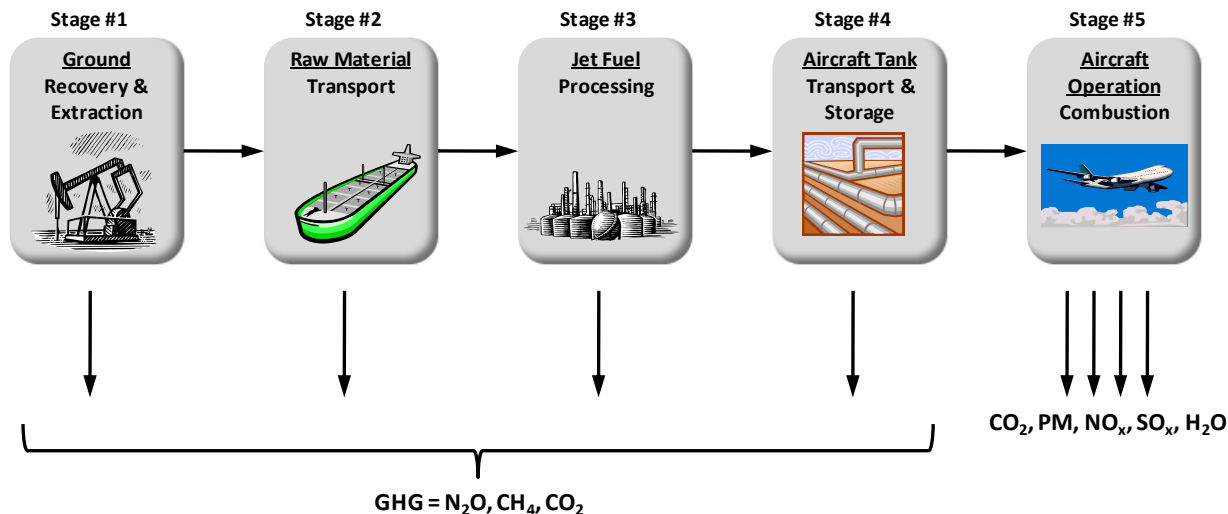 Stage #1
Stage #2
Stage #3
Stage #4
Stage #5
Ground
Recovery &
Extraction
Raw Material
Transport
Jet Fuel
Processing
Aircraft Tank
Transport &
Storage
Aircraft
Operation
Combustion
CO₂, PM, NOₓ, SOₓ, H₂O
GHG = N₂O, CH₄, CO₂